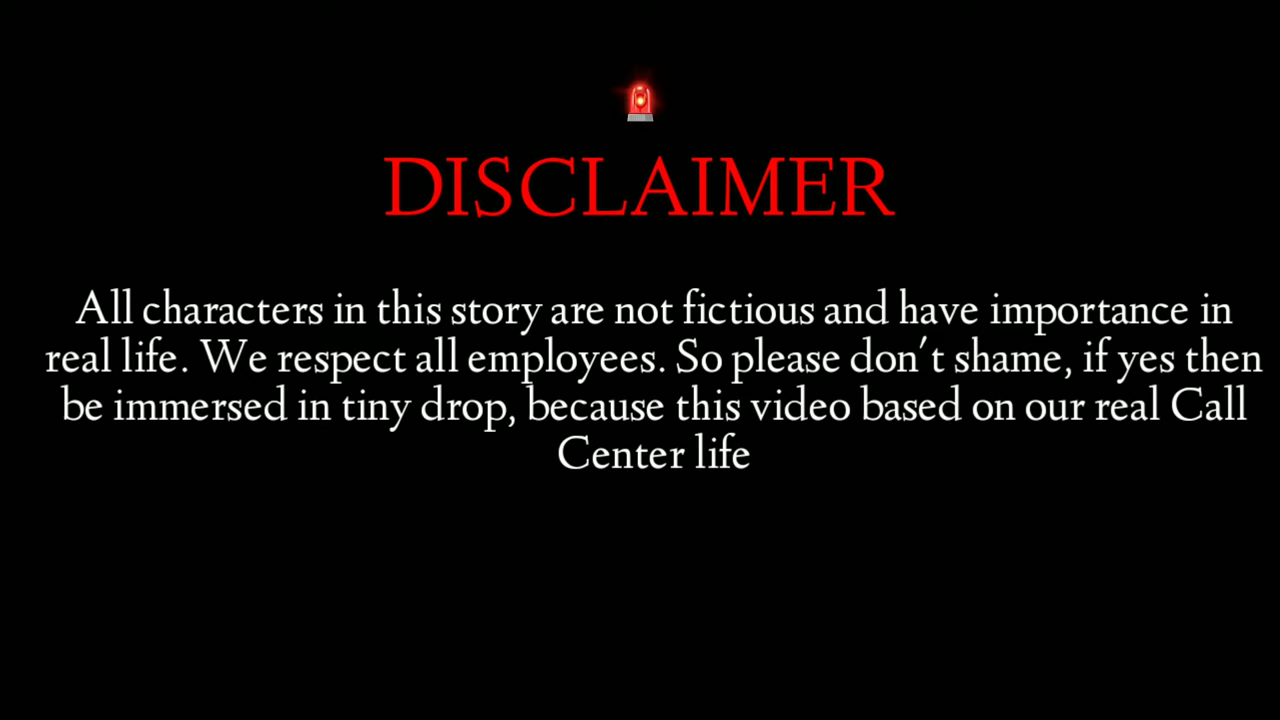 DISCLAIMER
All characters in this story are not fictious and have importance in
real life. We respect all employees. So please don't shame, if yes then
be immersed in tiny drop, because this video based on our real Call
Center life